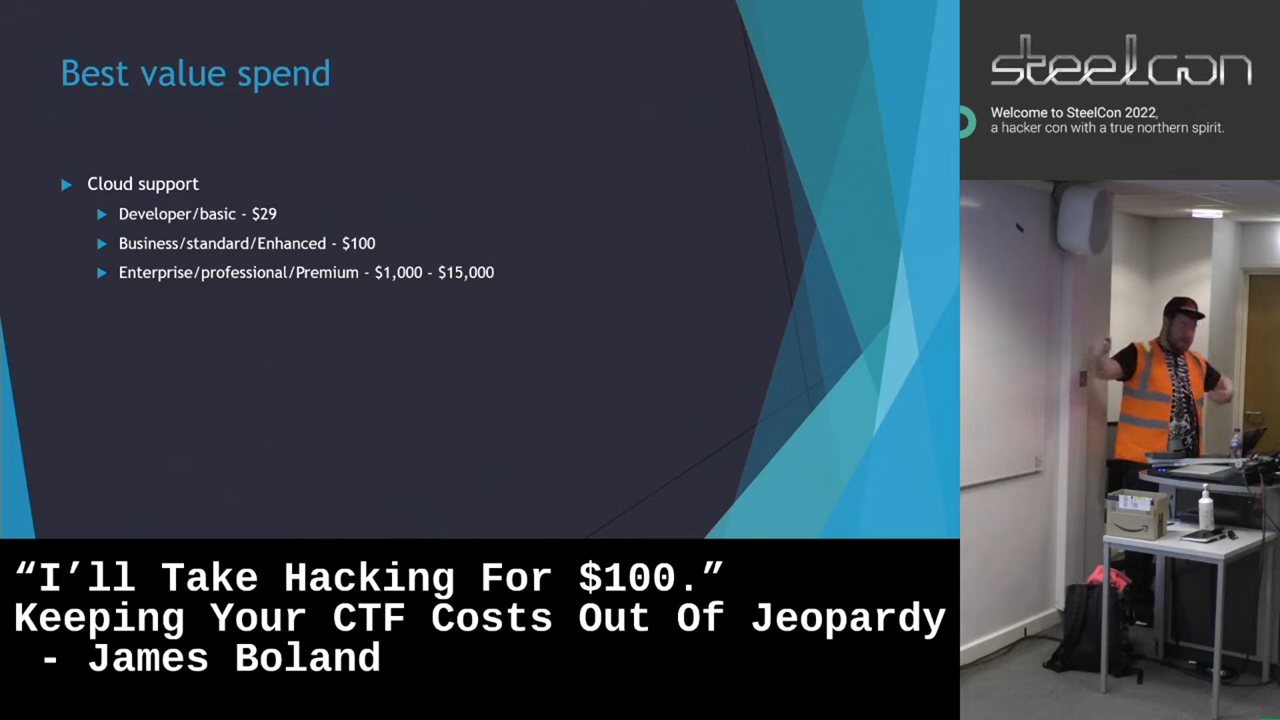 Best value spend
Cloud support
Developer/basic - $29
Business/standard/Enhanced - $100
Enterprise/professional/Premium - $1,000 - $15,000
steelcon
Welcome to SteelCon 2022,
a hacker con with a true northern spirit.
“I’ll Take Hacking For $100.”
Keeping Your CTF Costs Out Of Jeopardy
- James Boland